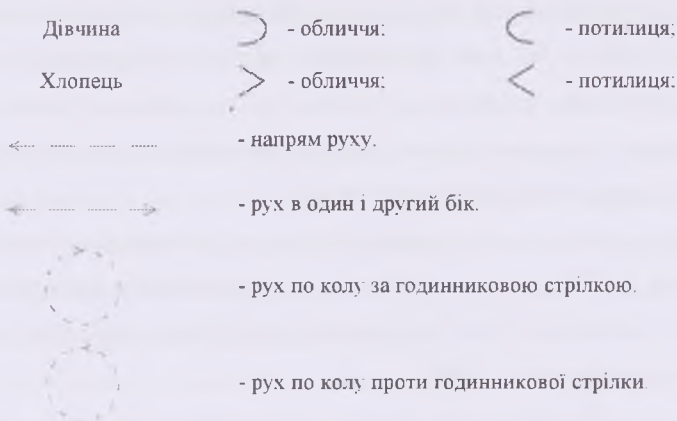 Дівчина - обличчя; - потилиця;
Хлопець - обличчя; - потилиця;
- напрям руху.
- рух в один і другий бік.
- рух по колу за годинниковою стрілкою.
- рух по колу проти годинникової стрілки.